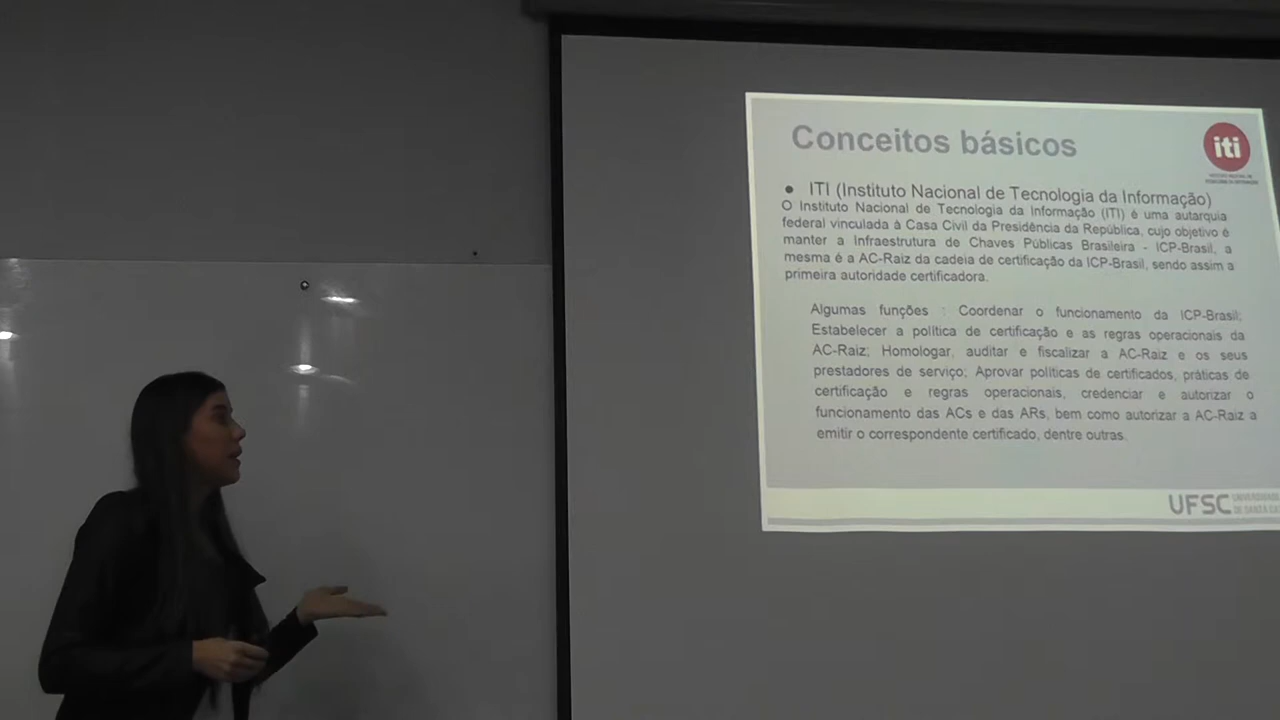 Conceitos básicos
iti
● ITI (Instituto Nacional de Tecnologia da Informação)
O Instituto Nacional de Tecnologia da Informação (ITI) é uma autarquia
federal vinculada à Casa Civil da Presidência da República, cujo objetivo é
manter a Infraestrutura de Chaves Públicas Brasileira - ICP-Brasil, a
mesma é a AC-Raiz da cadeia de certificação da ICP-Brasil, sendo assim a
primeira autoridade certificadora.
Algumas funções : Coordenar o funcionamento da ICP-Brasil;
Estabelecer a política de certificação e as regras operacionais da
AC-Raiz; Homologar, auditar e fiscalizar a AC-Raiz e os seus
prestadores de serviço; Aprovar políticas de certificados, práticas de
certificação e regras operacionais, credenciar e autorizar o
funcionamento das ACs e das ARs, bem como autorizar a AC-Raiz a
emitir o correspondente certificado, dentre outras.
UFSC
UNIVERSIDADE
DE SANTA